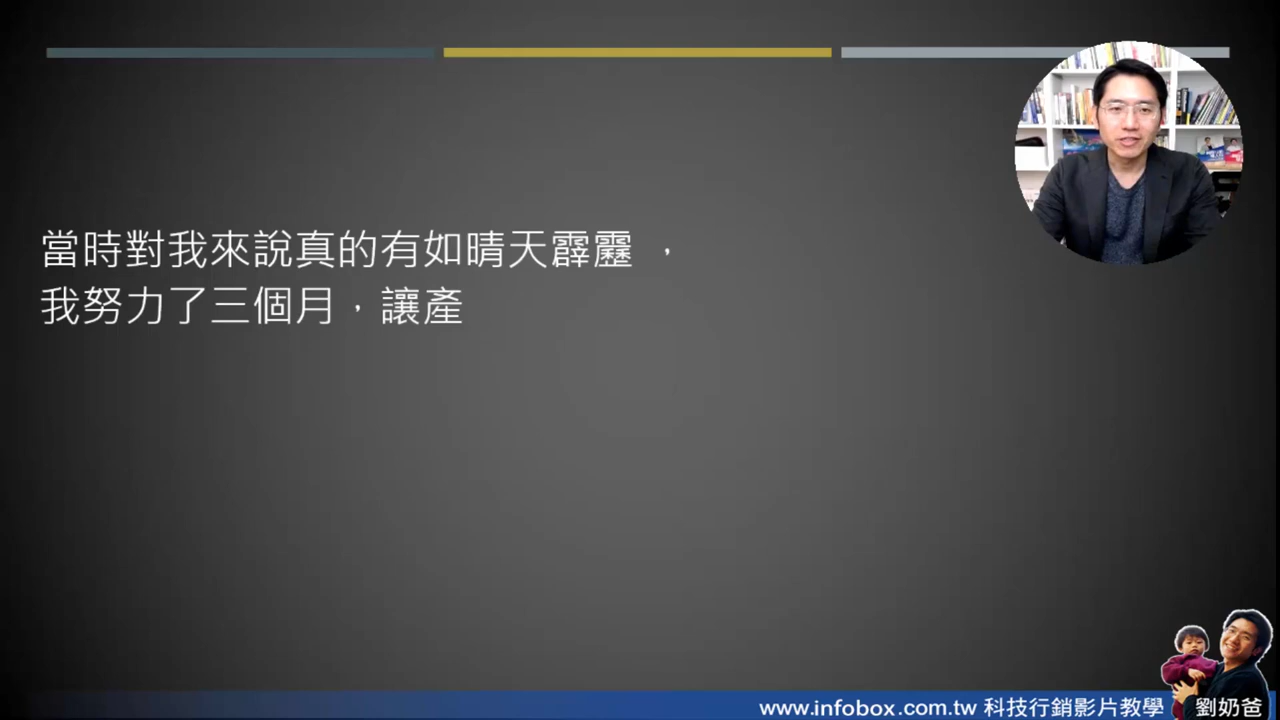 當時對我來說真的有如晴天霹靂 ，
我努力了三個月，讓產
www.infobox.com.tw 科技行銷影片教學
劉奶爸